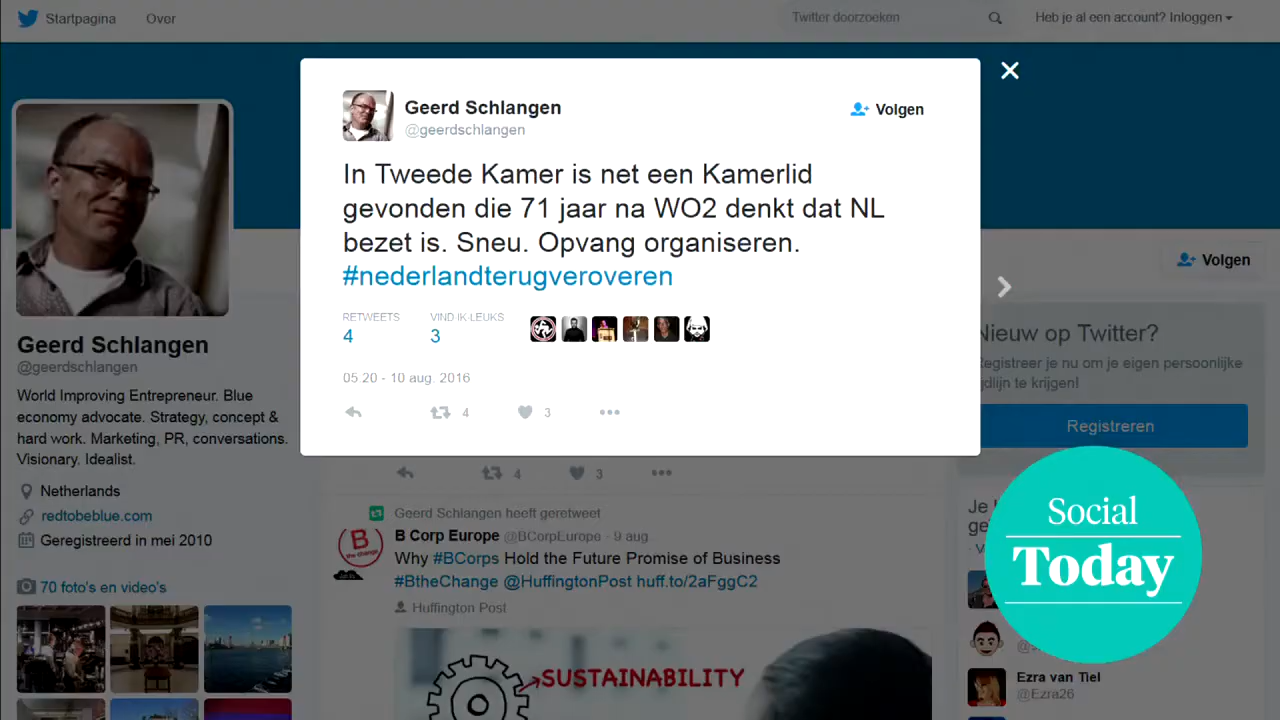 Startpagina Over Twitter doorzoeken Heb je al een account? Inloggen
Geerd Schlangen
@geerdschlangen
Volgen
In Tweede Kamer is net een Kamerlid
gevonden die 71 jaar na WO2 denkt dat NL
bezet is. Sneu. Opvang organiseren.
#nederlandterugveroveren
RETWEETS VIND IK-LEUKS
4 3
05:20 - 10 aug. 2016
4 3
Geerd Schlangen
@geerdschlangen
World Improving Entrepreneur. Blue
economy advocate. Strategy, concept &
hard work. Marketing, PR, conversations.
Visionary. Idealist.
Netherlands
redtobeblue.com
Geregistreerd in mei 2010
70 foto's en video's
4 3
Geerd Schlangen heeft geretweet
B Corp Europe @BCorpEurope · 9 aug
Why #BCorps Hold the Future Promise of Business
#BtheChange @HuffingtonPost huff.to/2aFggC2
Huffington Post
B
the change
SUSTAINABILITY
Volgen
Nieuw op Twitter?
egistreer je nu om je eigen persoonlijke
jdlijn te krijgen!
Registreren
Je
ge
Social
Today
Ezra van Tiel
@Ezra26